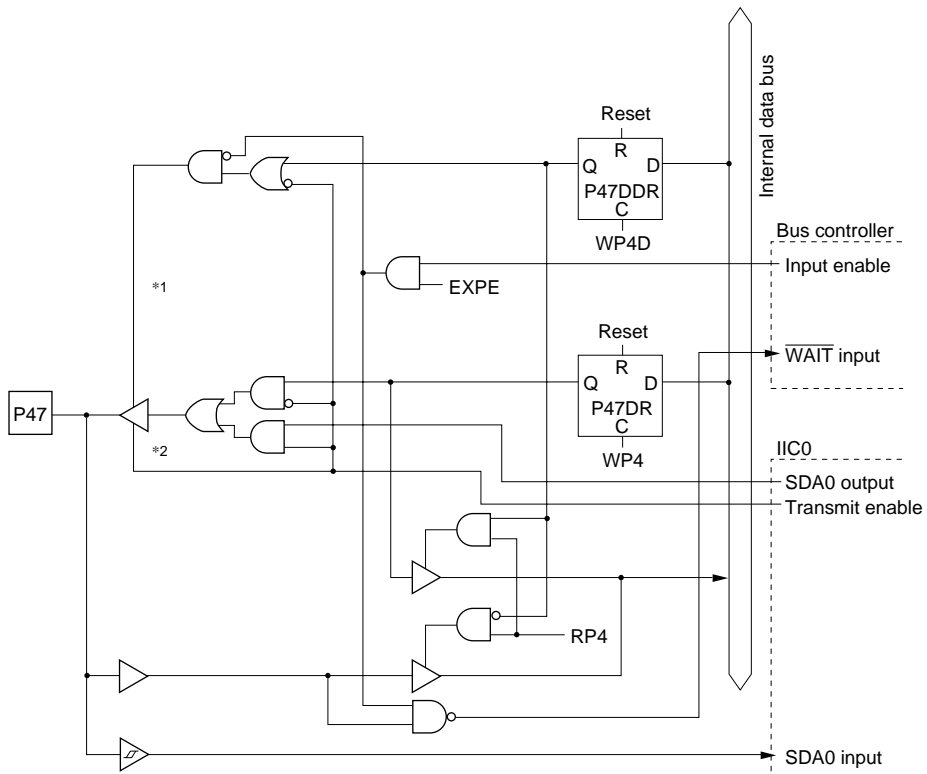 Reset
R
Q D
P47DDR
C
WP4D
Internal data bus
Bus controller
Input enable
EXPE
*1
Reset
R
Q D
P47DR
C
WP4
WAIT input
P47
*2
IIC0
SDA0 output
Transmit enable
RP4
SDA0 input